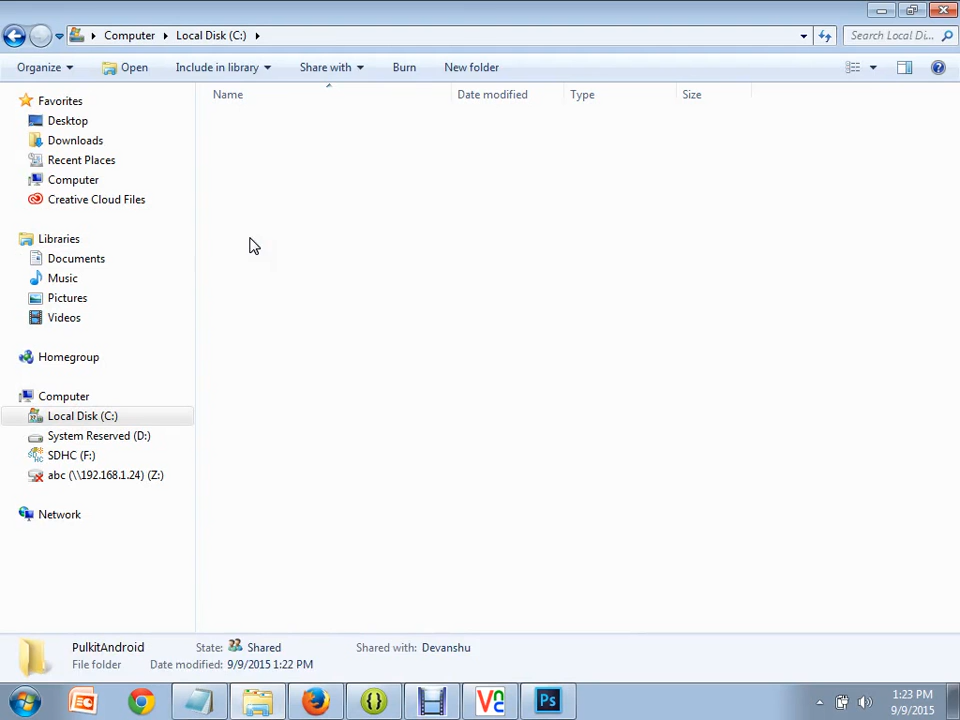 Computer Local Disk (C:) Search Local Di...
Organize Open Include in library Share with Burn New folder
Name Date modified Type Size
Favorites
Desktop
Downloads
Recent Places
Computer
Creative Cloud Files
Libraries
Documents
Music
Pictures
Videos
Homegroup
Computer
Local Disk (C:)
System Reserved (D:)
SDHC (F:)
abc (\\192.168.1.24) (Z:)
Network
PulkitAndroid State: Shared Shared with: Devanshu
File folder Date modified: 9/9/2015 1:22 PM
1:23 PM
9/9/2015